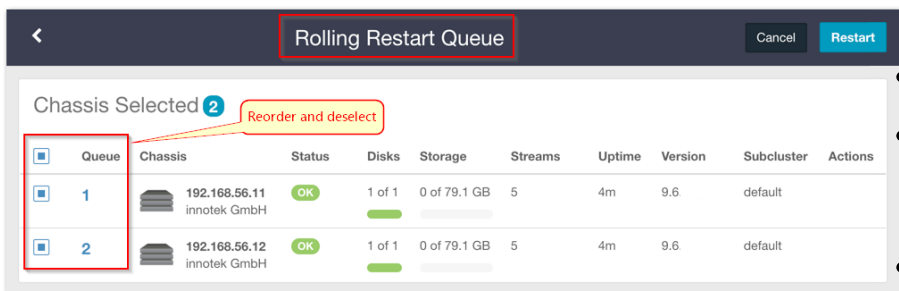 Rolling Restart Queue
Cancel
Restart
Chassis Selected 2
Reorder and deselect
Queue Chassis Status Disks Storage Streams Uptime Version Subcluster Actions
1 192.168.56.11 OK 1 of 1 0 of 79.1 GB 5 4m 9.6. default
innotek GmbH
2 192.168.56.12 OK 1 of 1 0 of 79.1 GB 5 4m 9.6. default
innotek GmbH